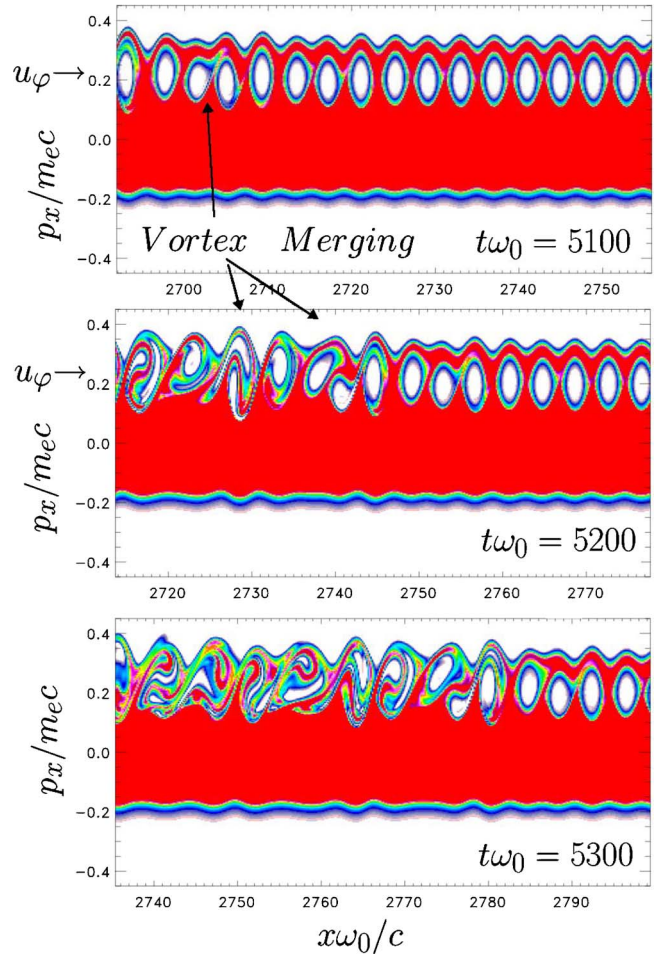 0.4
u_φ→ 0.2
0.0
-0.2
-0.4
p_x/m_ec
Vortex Merging
tω_0 = 5100
2700 2710 2720 2730 2740 2750
0.4
u_φ→ 0.2
0.0
-0.2
-0.4
p_x/m_ec
tω_0 = 5200
2720 2730 2740 2750 2760 2770
0.4
0.2
0.0
-0.2
-0.4
p_x/m_ec
tω_0 = 5300
2740 2750 2760 2770 2780 2790
xω_0/c